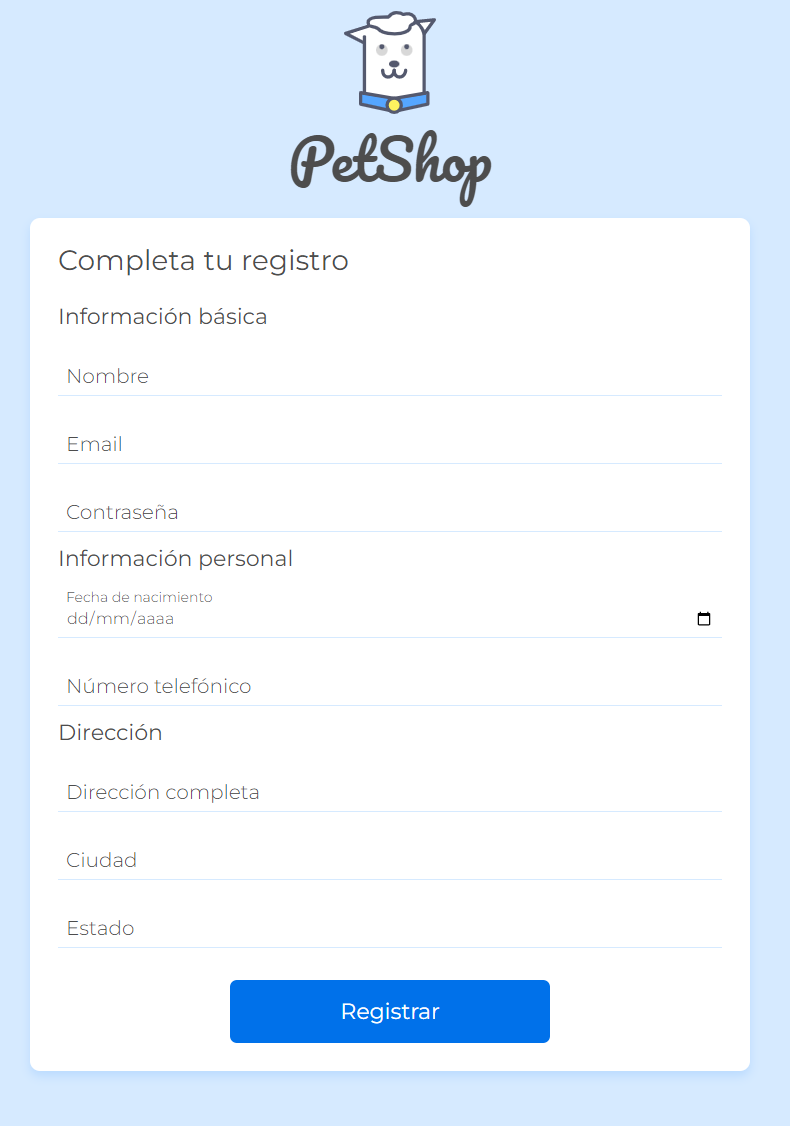 PetShop
Completa tu registro
Información básica
Nombre
Email
Contraseña
Información personal
Fecha de nacimiento
dd/mm/aaaa
Número telefónico
Dirección
Dirección completa
Ciudad
Estado
Registrar